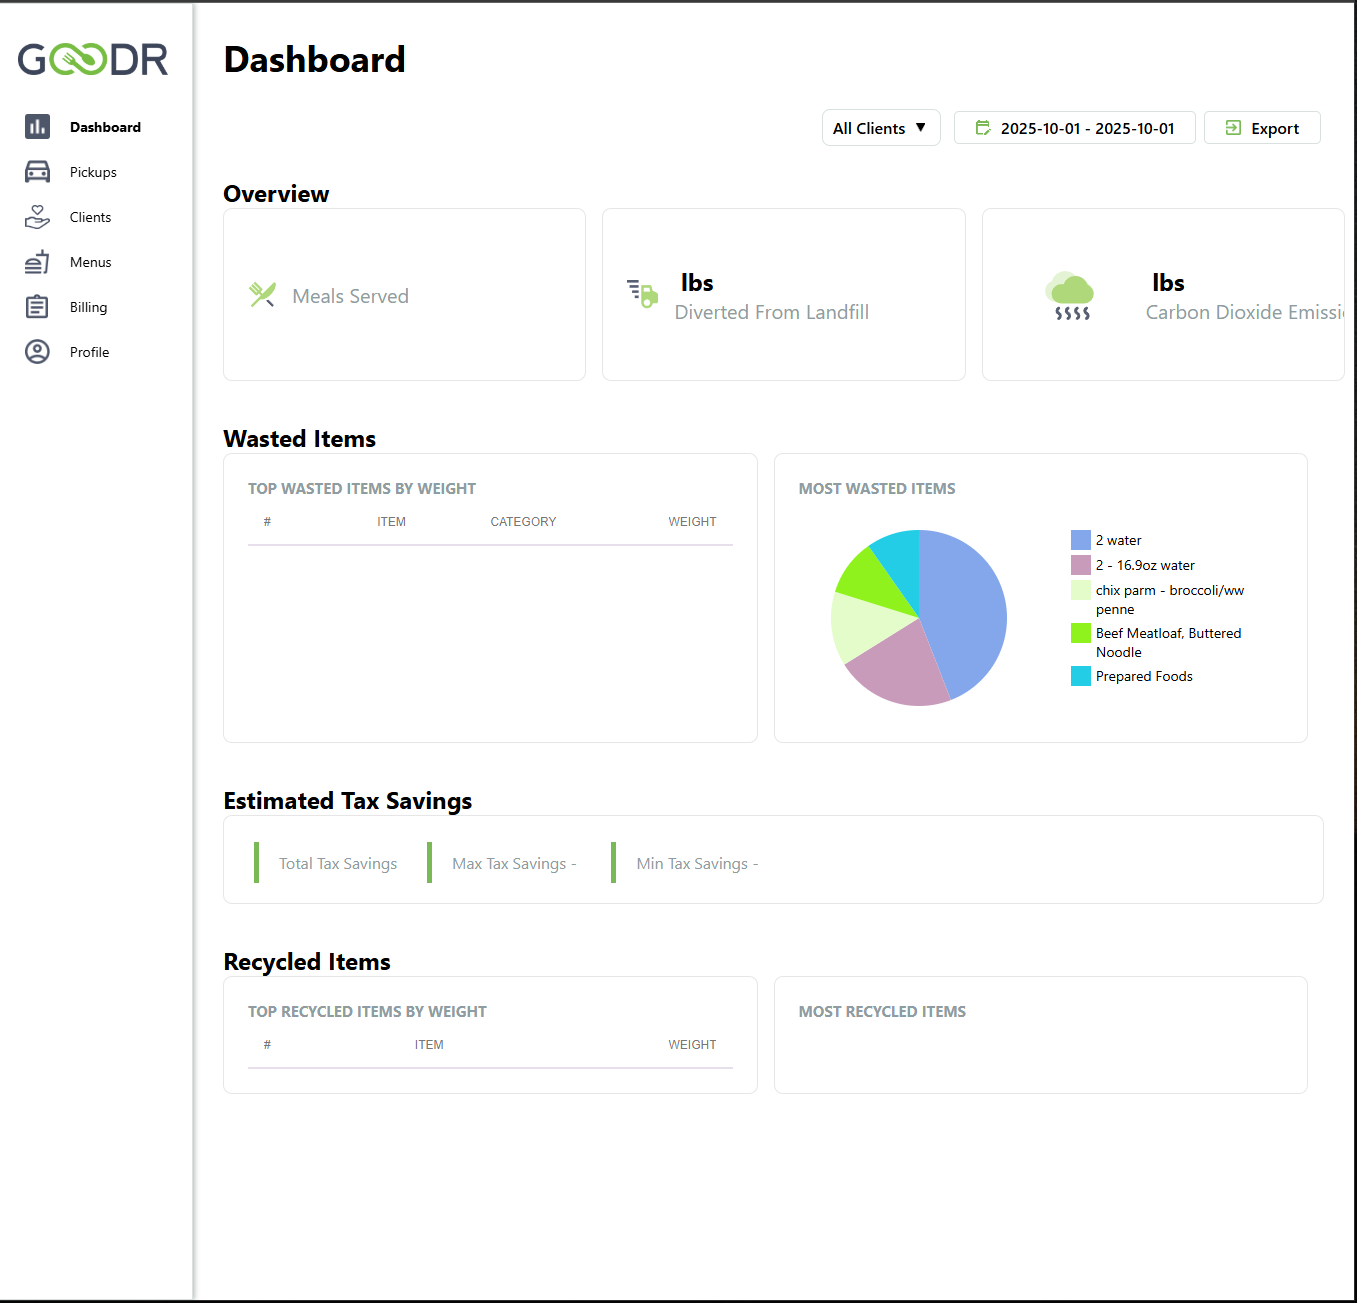 GOODR
Dashboard
Pickups
Clients
Menus
Billing
Profile
Dashboard
All Clients ▼
2025-10-01 - 2025-10-01
Export
Overview
Meals Served
lbs
Diverted From Landfill
lbs
Carbon Dioxide Emissi
Wasted Items
TOP WASTED ITEMS BY WEIGHT
# ITEM CATEGORY WEIGHT
MOST WASTED ITEMS
2 water
2 - 16.9oz water
chix parm - broccoli/ww
penne
Beef Meatloaf, Buttered
Noodle
Prepared Foods
Estimated Tax Savings
Total Tax Savings
Max Tax Savings -
Min Tax Savings -
Recycled Items
TOP RECYCLED ITEMS BY WEIGHT
# ITEM WEIGHT
MOST RECYCLED ITEMS